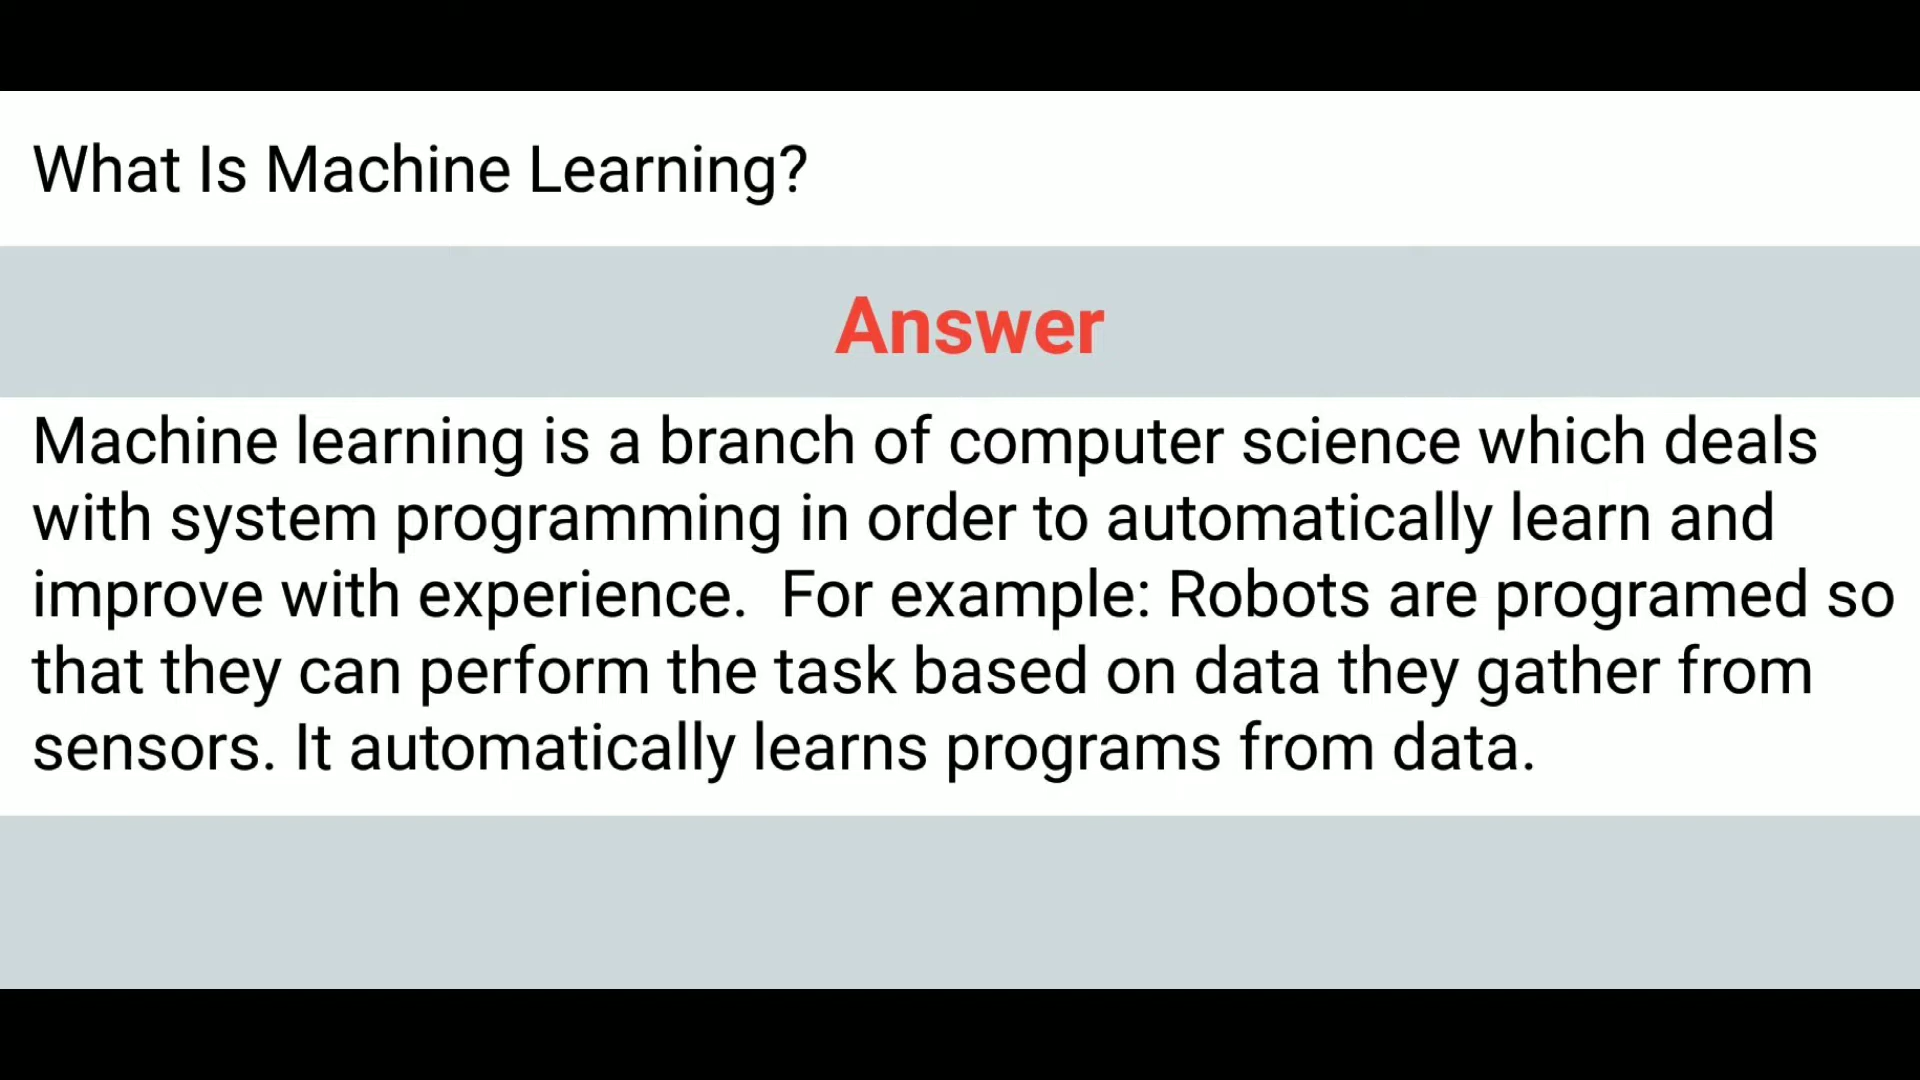 What Is Machine Learning?
Answer
Machine learning is a branch of computer science which deals
with system programming in order to automatically learn and
improve with experience.  For example: Robots are programed so
that they can perform the task based on data they gather from
sensors. It automatically learns programs from data.